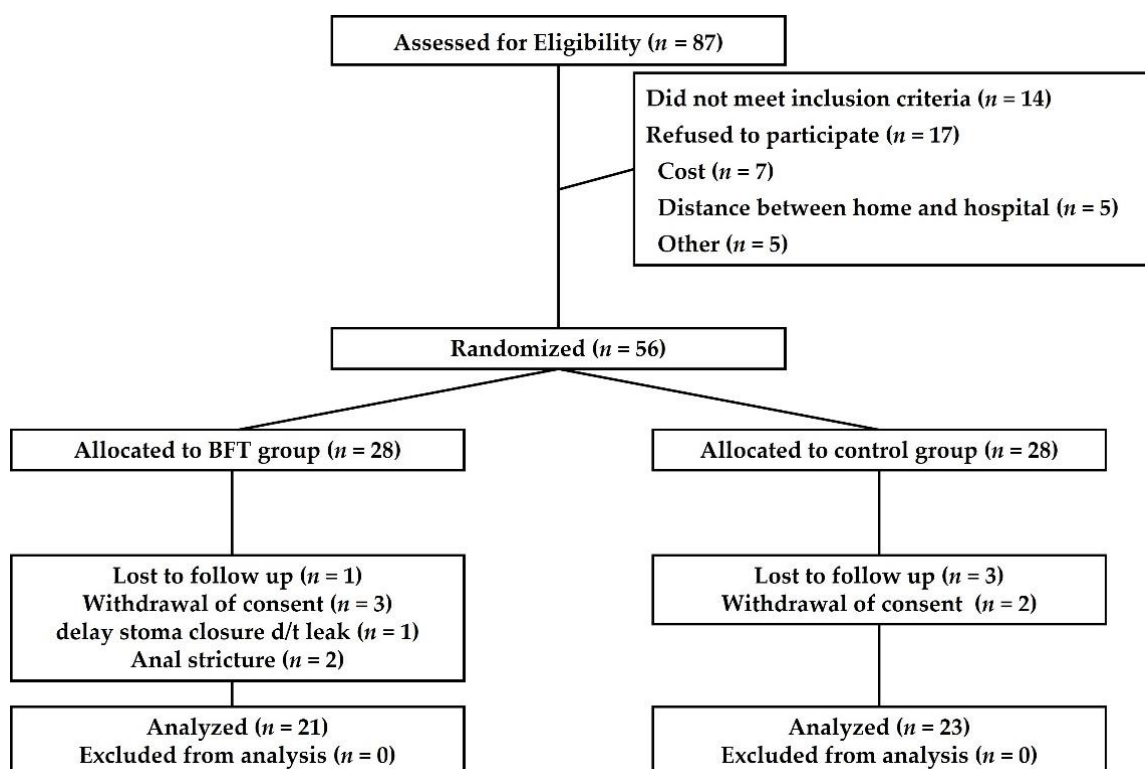 Assessed for Eligibility (n = 87)
Did not meet inclusion criteria (n = 14)
Refused to participate (n = 17)
Cost (n = 7)
Distance between home and hospital (n = 5)
Other (n = 5)
Randomized (n = 56)
Allocated to BFT group (n = 28)
Allocated to control group (n = 28)
Lost to follow up (n = 1)
Withdrawal of consent (n = 3)
delay stoma closure d/t leak (n = 1)
Anal stricture (n = 2)
Lost to follow up (n = 3)
Withdrawal of consent (n = 2)
Analyzed (n = 21)
Excluded from analysis (n = 0)
Analyzed (n = 23)
Excluded from analysis (n = 0)